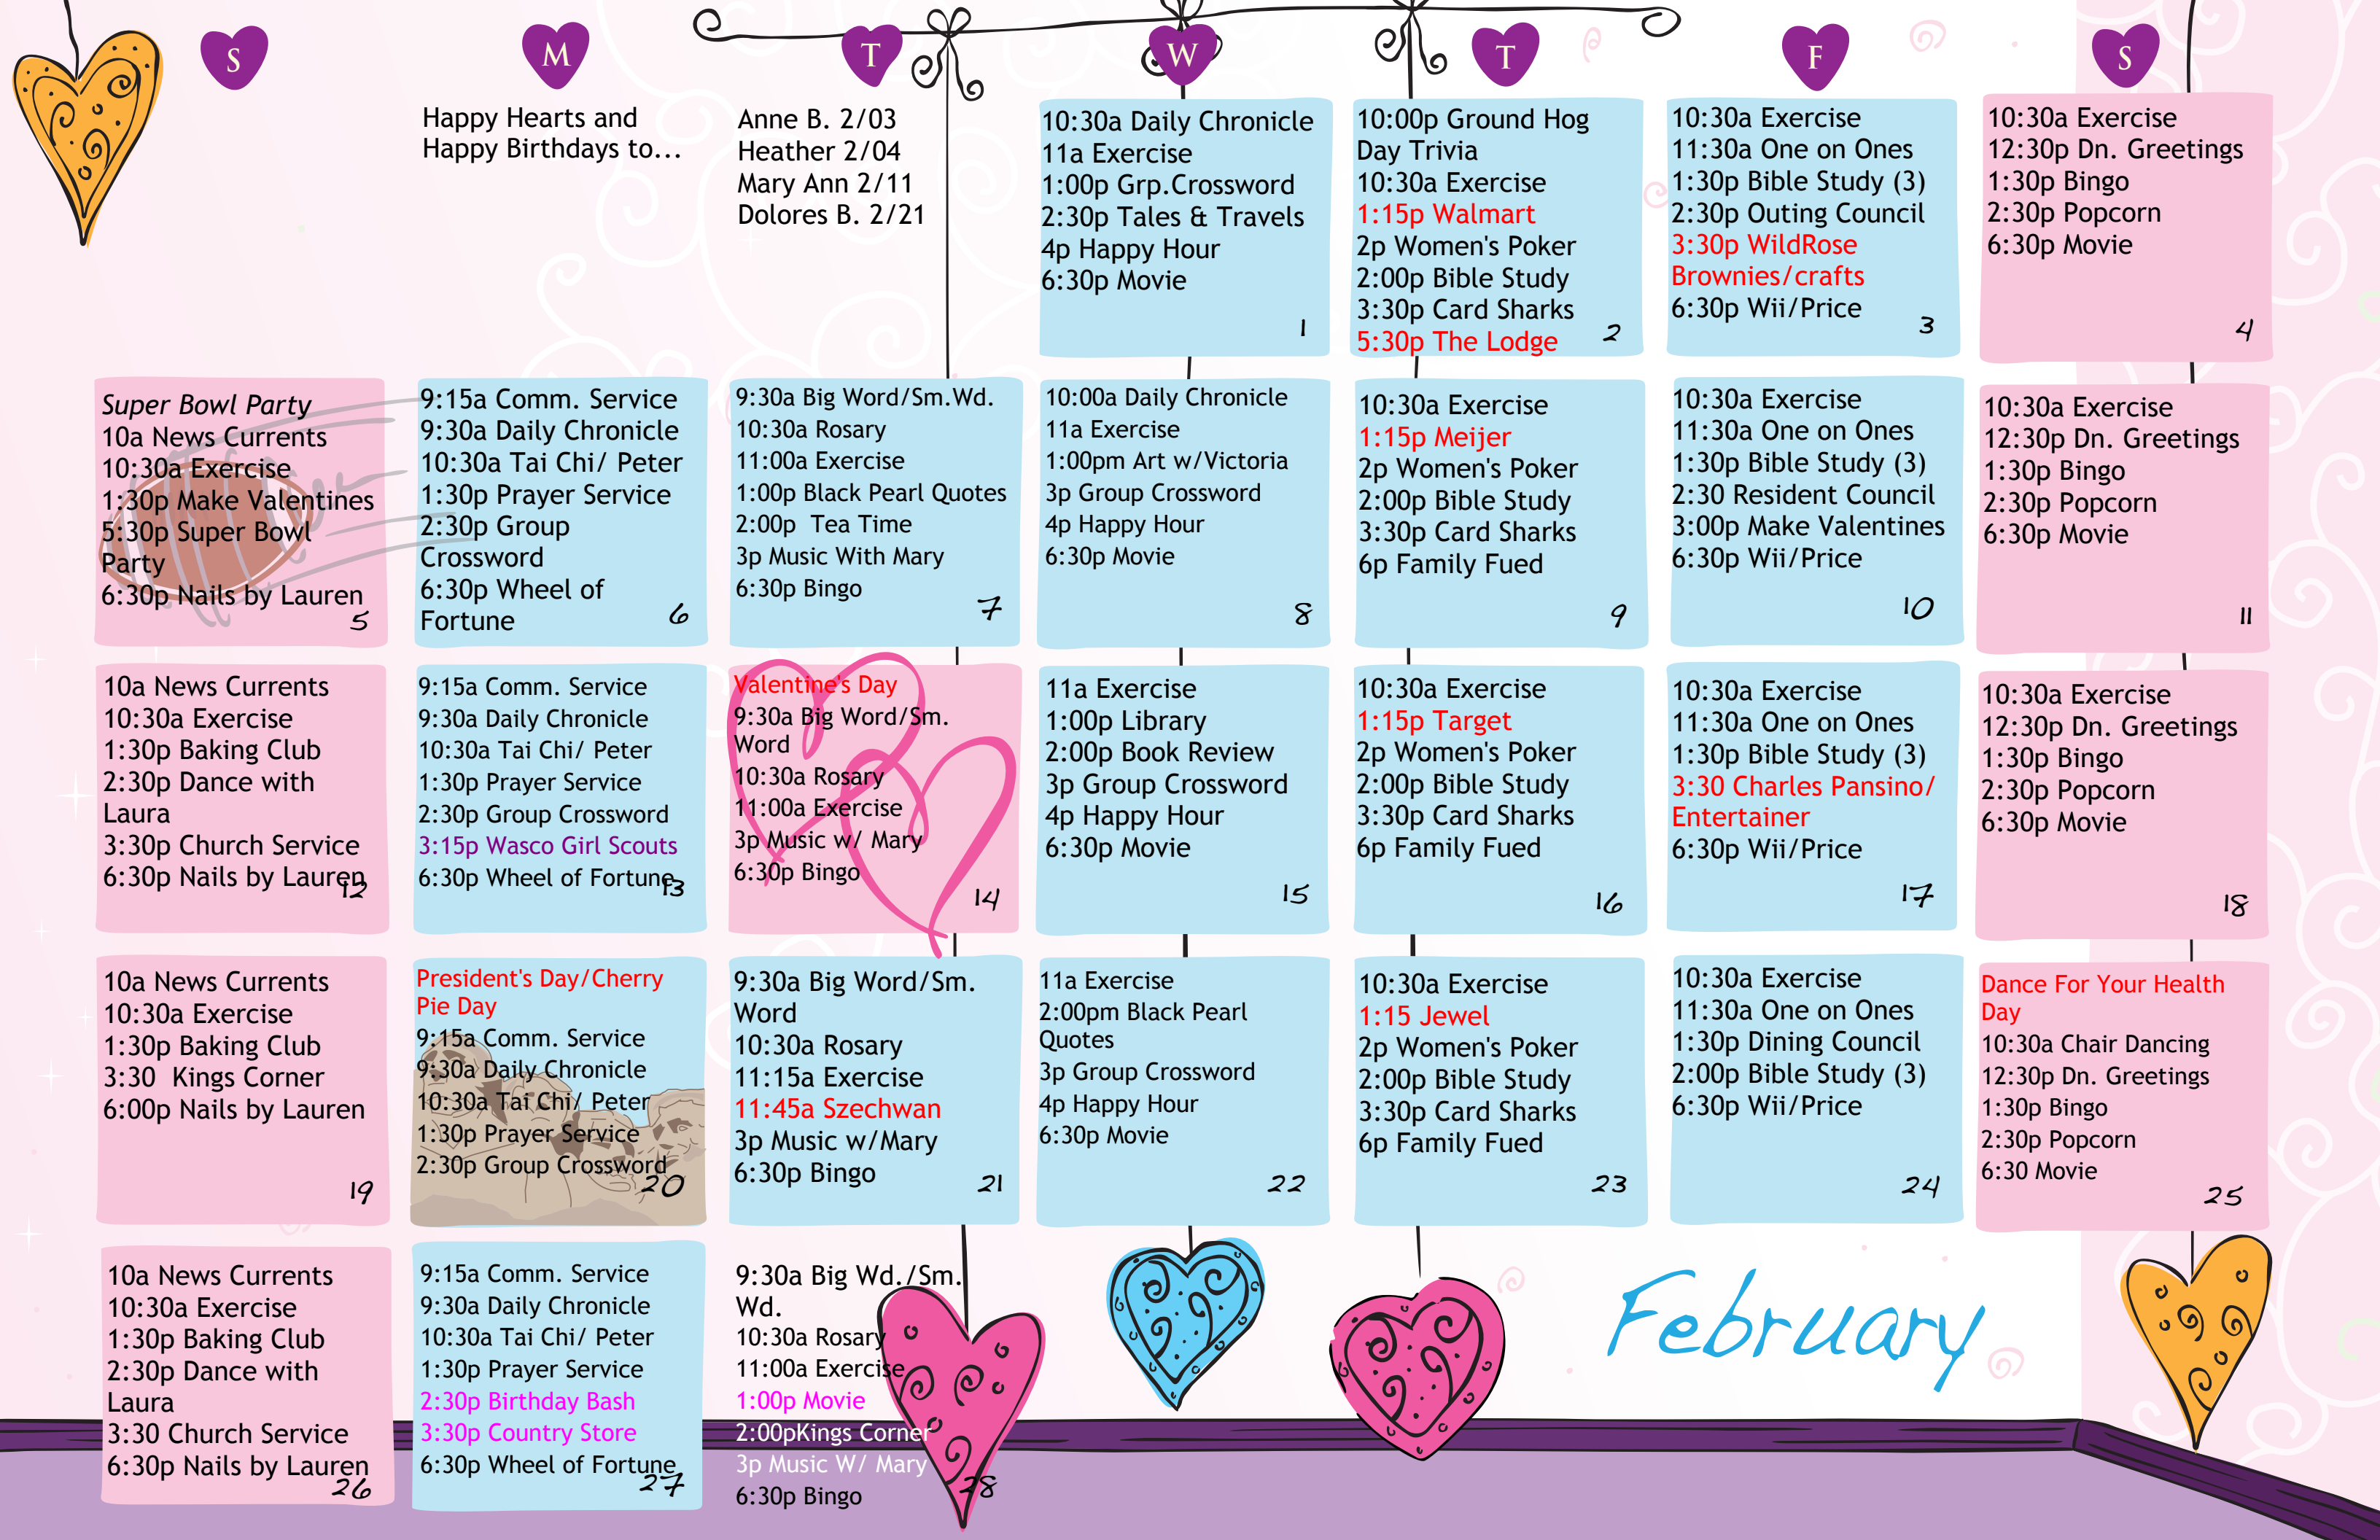 S
M
T
W
T
F
S
Happy Hearts and
Happy Birthdays to...
Anne B. 2/03
Heather 2/04
Mary Ann 2/11
Dolores B. 2/21
10:30a Daily Chronicle
11a Exercise
1:00p Grp.Crossword
2:30p Tales & Travels
4p Happy Hour
6:30p Movie
1
10:00p Ground Hog
Day Trivia
10:30a Exercise
1:15p Walmart
2p Women's Poker
2:00p Bible Study
3:30p Card Sharks
5:30p The Lodge
2
10:30a Exercise
11:30a One on Ones
1:30p Bible Study (3)
2:30p Outing Council
3:30p WildRose
Brownies/crafts
6:30p Wii/Price
3
10:30a Exercise
12:30p Dn. Greetings
1:30p Bingo
2:30p Popcorn
6:30p Movie
4
Super Bowl Party
10a News Currents
10:30a Exercise
1:30p Make Valentines
5:30p Super Bowl
Party
6:30p Nails by Lauren
5
9:15a Comm. Service
9:30a Daily Chronicle
10:30a Tai Chi/ Peter
1:30p Prayer Service
2:30p Group
Crossword
6:30p Wheel of
Fortune
6
9:30a Big Word/Sm.Wd.
10:30a Rosary
11:00a Exercise
1:00p Black Pearl Quotes
2:00p  Tea Time
3p Music With Mary
6:30p Bingo
7
10:00a Daily Chronicle
11a Exercise
1:00pm Art w/Victoria
3p Group Crossword
4p Happy Hour
6:30p Movie
8
10:30a Exercise
1:15p Meijer
2p Women's Poker
2:00p Bible Study
3:30p Card Sharks
6p Family Fued
9
10:30a Exercise
11:30a One on Ones
1:30p Bible Study (3)
2:30 Resident Council
3:00p Make Valentines
6:30p Wii/Price
10
10:30a Exercise
12:30p Dn. Greetings
1:30p Bingo
2:30p Popcorn
6:30p Movie
11
10a News Currents
10:30a Exercise
1:30p Baking Club
2:30p Dance with
Laura
3:30p Church Service
6:30p Nails by Lauren
12
9:15a Comm. Service
9:30a Daily Chronicle
10:30a Tai Chi/ Peter
1:30p Prayer Service
2:30p Group Crossword
3:15p Wasco Girl Scouts
6:30p Wheel of Fortune
13
Valentine's Day
9:30a Big Word/Sm.
Word
10:30a Rosary
11:00a Exercise
3p Music w/ Mary
6:30p Bingo
14
11a Exercise
1:00p Library
2:00p Book Review
3p Group Crossword
4p Happy Hour
6:30p Movie
15
10:30a Exercise
1:15p Target
2p Women's Poker
2:00p Bible Study
3:30p Card Sharks
6p Family Fued
16
10:30a Exercise
11:30a One on Ones
1:30p Bible Study (3)
3:30 Charles Pansino/
Entertainer
6:30p Wii/Price
17
10:30a Exercise
12:30p Dn. Greetings
1:30p Bingo
2:30p Popcorn
6:30p Movie
18
10a News Currents
10:30a Exercise
1:30p Baking Club
3:30  Kings Corner
6:00p Nails by Lauren
19
President's Day/Cherry
Pie Day
9:15a Comm. Service
9:30a Daily Chronicle
10:30a Tai Chi/ Peter
1:30p Prayer Service
2:30p Group Crossword
20
9:30a Big Word/Sm.
Word
10:30a Rosary
11:15a Exercise
11:45a Szechwan
3p Music w/Mary
6:30p Bingo
21
11a Exercise
2:00pm Black Pearl
Quotes
3p Group Crossword
4p Happy Hour
6:30p Movie
22
10:30a Exercise
1:15 Jewel
2p Women's Poker
2:00p Bible Study
3:30p Card Sharks
6p Family Fued
23
10:30a Exercise
11:30a One on Ones
1:30p Dining Council
2:00p Bible Study (3)
6:30p Wii/Price
24
Dance For Your Health
Day
10:30a Chair Dancing
12:30p Dn. Greetings
1:30p Bingo
2:30p Popcorn
6:30 Movie
25
10a News Currents
10:30a Exercise
1:30p Baking Club
2:30p Dance with
Laura
3:30 Church Service
6:30p Nails by Lauren
26
9:15a Comm. Service
9:30a Daily Chronicle
10:30a Tai Chi/ Peter
1:30p Prayer Service
2:30p Birthday Bash
3:30p Country Store
6:30p Wheel of Fortune
27
9:30a Big Wd./Sm.
Wd.
10:30a Rosary
11:00a Exercise
1:00p Movie
2:00pKings Corner
3p Music W/ Mary
6:30p Bingo
28
February